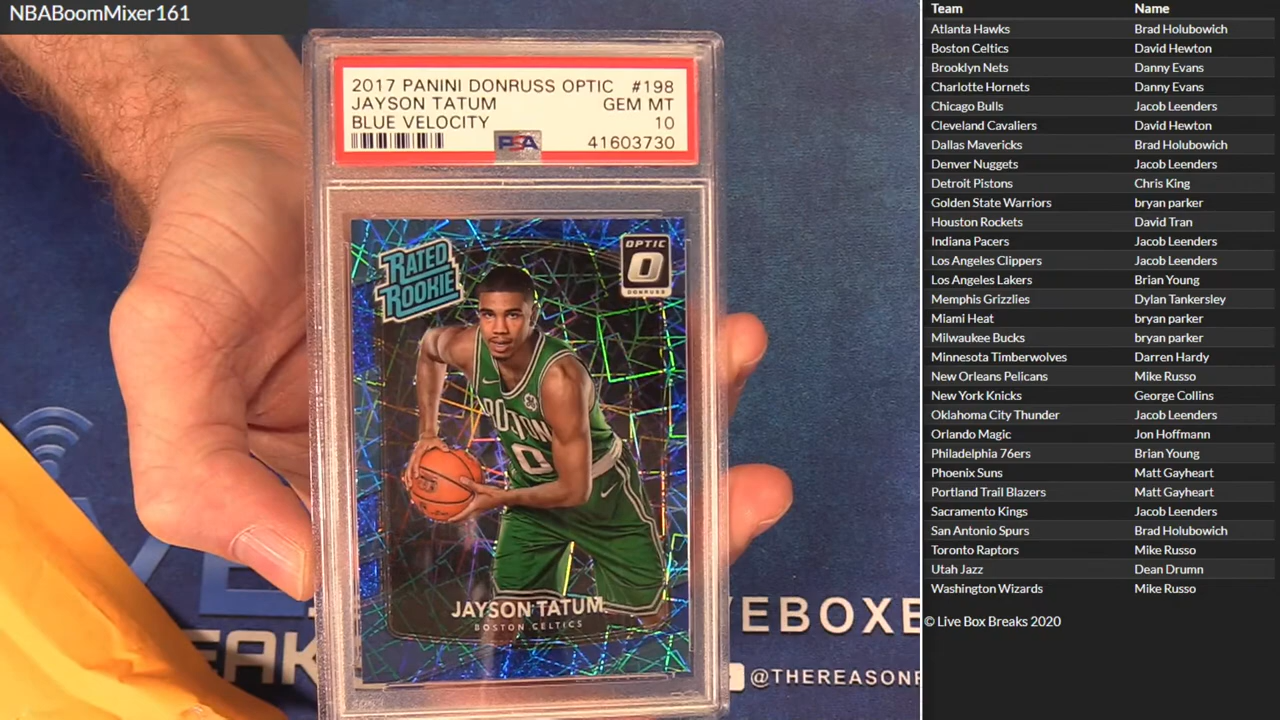 NBABoomMixer161
2017 PANINI DONRUSS OPTIC #198
JAYSON TATUM GEM MT
BLUE VELOCITY 10
PSA 41603730
RATED
ROOKIE
OPTIC
DONRUSS
0
JAYSON TATUM
BOSTON CELTICS
@THEREASON
Team Name
Atlanta Hawks Brad Holubowich
Boston Celtics David Hewton
Brooklyn Nets Danny Evans
Charlotte Hornets Danny Evans
Chicago Bulls Jacob Leenders
Cleveland Cavaliers David Hewton
Dallas Mavericks Brad Holubowich
Denver Nuggets Jacob Leenders
Detroit Pistons Chris King
Golden State Warriors bryan parker
Houston Rockets David Tran
Indiana Pacers Jacob Leenders
Los Angeles Clippers Jacob Leenders
Los Angeles Lakers Brian Young
Memphis Grizzlies Dylan Tankersley
Miami Heat bryan parker
Milwaukee Bucks bryan parker
Minnesota Timberwolves Darren Hardy
New Orleans Pelicans Mike Russo
New York Knicks George Collins
Oklahoma City Thunder Jacob Leenders
Orlando Magic Jon Hoffmann
Philadelphia 76ers Brian Young
Phoenix Suns Matt Gayheart
Portland Trail Blazers Matt Gayheart
Sacramento Kings Jacob Leenders
San Antonio Spurs Brad Holubowich
Toronto Raptors Mike Russo
Utah Jazz Dean Drumn
Washington Wizards Mike Russo
© Live Box Breaks 2020